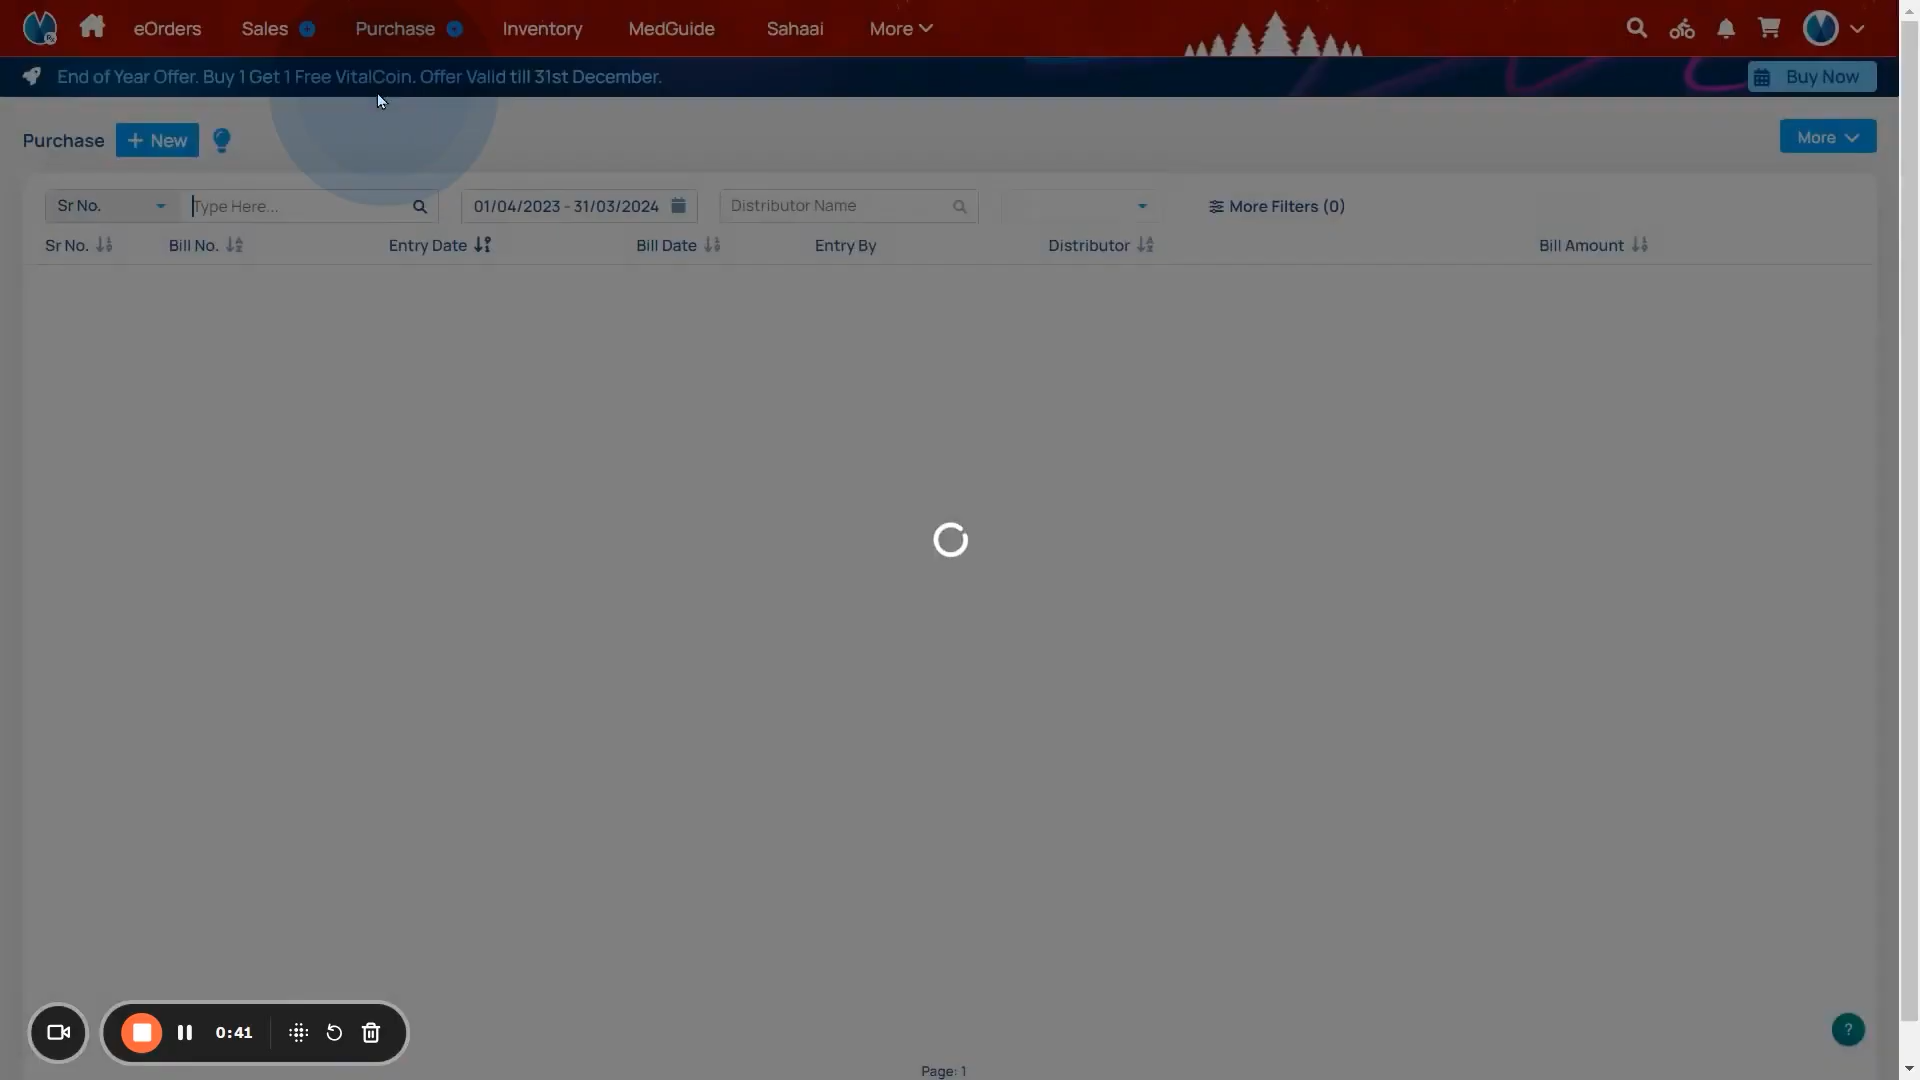 eOrders Sales Purchase Inventory MedGuide Sahaai More
End of Year Offer. Buy 1 Get 1 Free VitalCoin. Offer Valid till 31st December. Buy Now
Purchase + New More
Sr No. Type Here... 01/04/2023 - 31/03/2024 Distributor Name More Filters (0)
Sr No. Bill No. Entry Date Bill Date Entry By Distributor Bill Amount
0:41
?
Page: 1